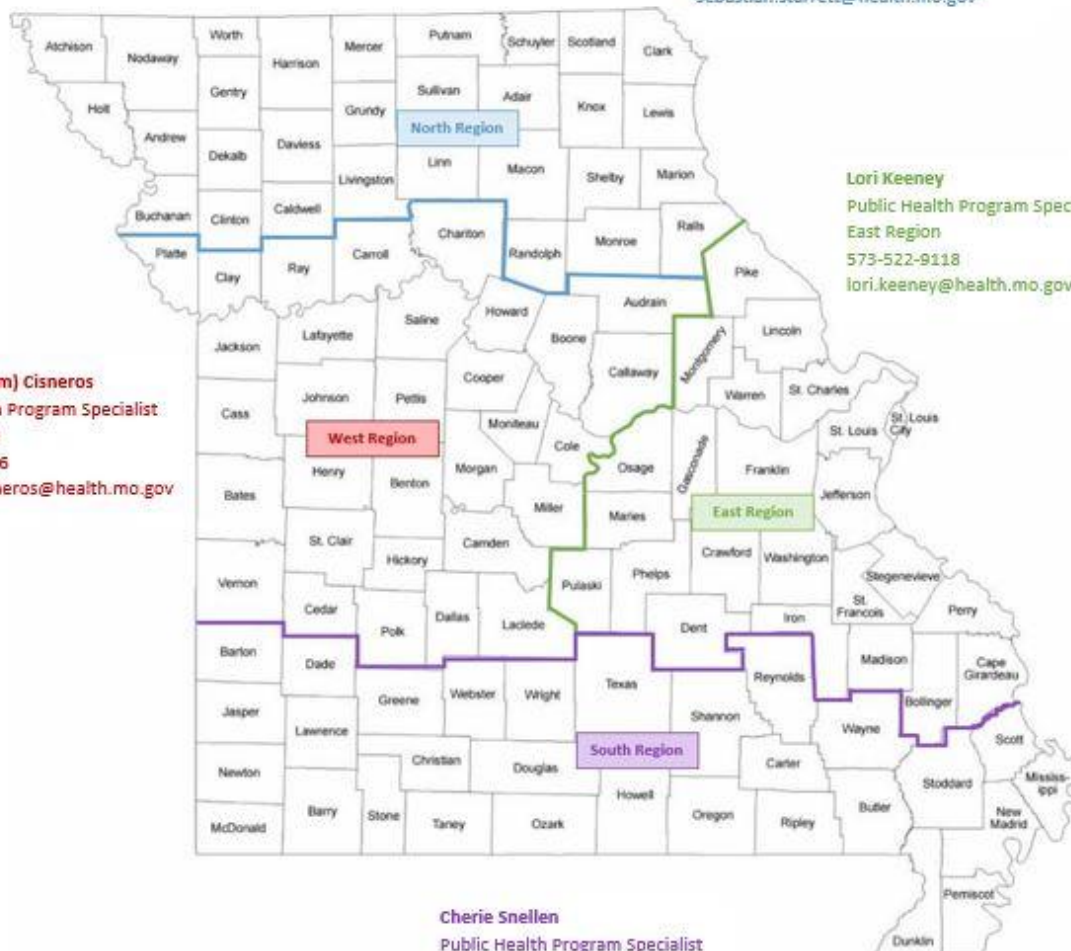 sebastian.starrett@health.mo.gov
Atchison
Nodaway
Worth
Harrison
Mercer
Putnam
Schuyler
Scotland
Clark
Holt
Gentry
Sullivan
Adair
Knox
Lewis
Grundy
Andrew
Dekalb
Daviess
North Region
Linn
Macon
Shelby
Marion
Livingston
Buchanan
Clinton
Caldwell
Chariton
Randolph
Monroe
Ralls
Lori Keeney
Public Health Program Spec
East Region
573-522-9118
lori.keeney@health.mo.gov
Platte
Clay
Ray
Carroll
Pike
Audrain
Howard
Boone
Lincoln
Saline
Lafayette
Jackson
Montgomery
Callaway
Cooper
Warren
St. Charles
m) Cisneros
Program Specialist
6
neros@health.mo.gov
Cass
Johnson
Pettis
Moniteau
Cole
St. Louis
St. Louis City
West Region
Henry
Benton
Morgan
Osage
Gasconade
Franklin
Bates
Miller
Maries
East Region
Jefferson
St. Clair
Hickory
Camden
Vernon
Pulaski
Phelps
Crawford
Washington
Stegenevieve
St. Francois
Perry
Cedar
Polk
Dallas
Laclede
Dent
Iron
Barton
Dade
Greene
Webster
Wright
Texas
Reynolds
Madison
Cape Girardeau
Bollinger
Jasper
Lawrence
Shannon
Wayne
Scott
South Region
Newton
Christian
Douglas
Carter
Stoddard
Mississ-
ippi
Howell
McDonald
Barry
Stone
Taney
Ozark
Oregon
Ripley
Butler
New Madrid
Pemiscot
Dunklin
Cherie Snellen
Public Health Program Specialist